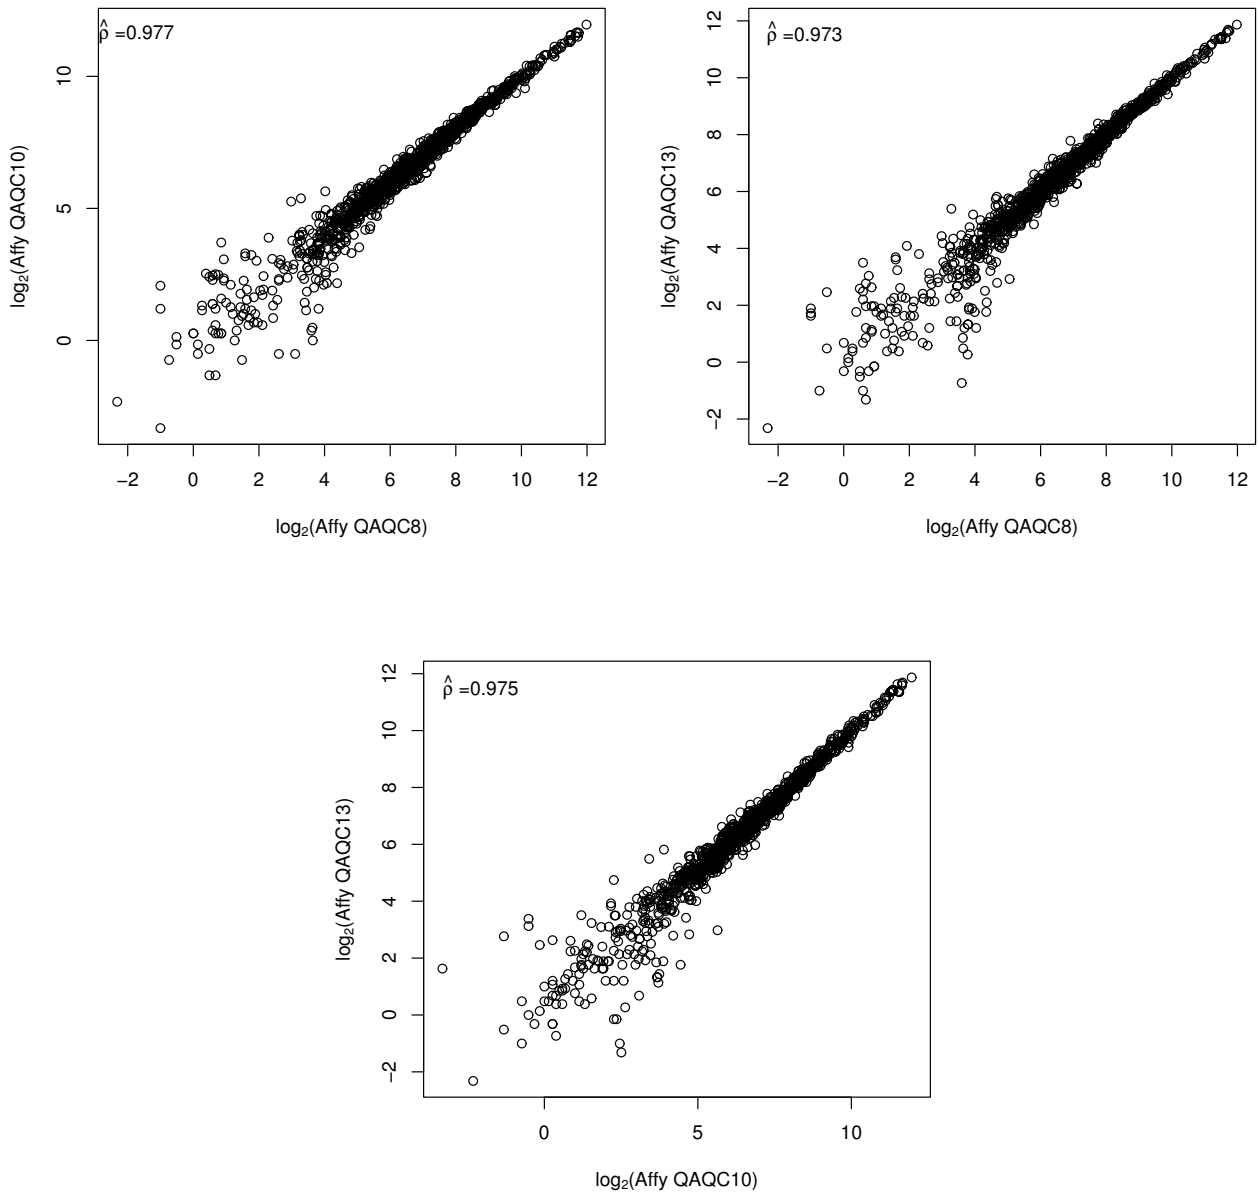 ρ̂ =0.977
10
5
0
log₂(Affy QAQC10)
−2 0 2 4 6 8 10 12
log₂(Affy QAQC8)
ρ̂ =0.973
12
10
8
6
4
2
0
−2
log₂(Affy QAQC13)
−2 0 2 4 6 8 10 12
log₂(Affy QAQC8)
ρ̂ =0.975
12
10
8
6
4
2
0
−2
log₂(Affy QAQC13)
0 5 10
log₂(Affy QAQC10)